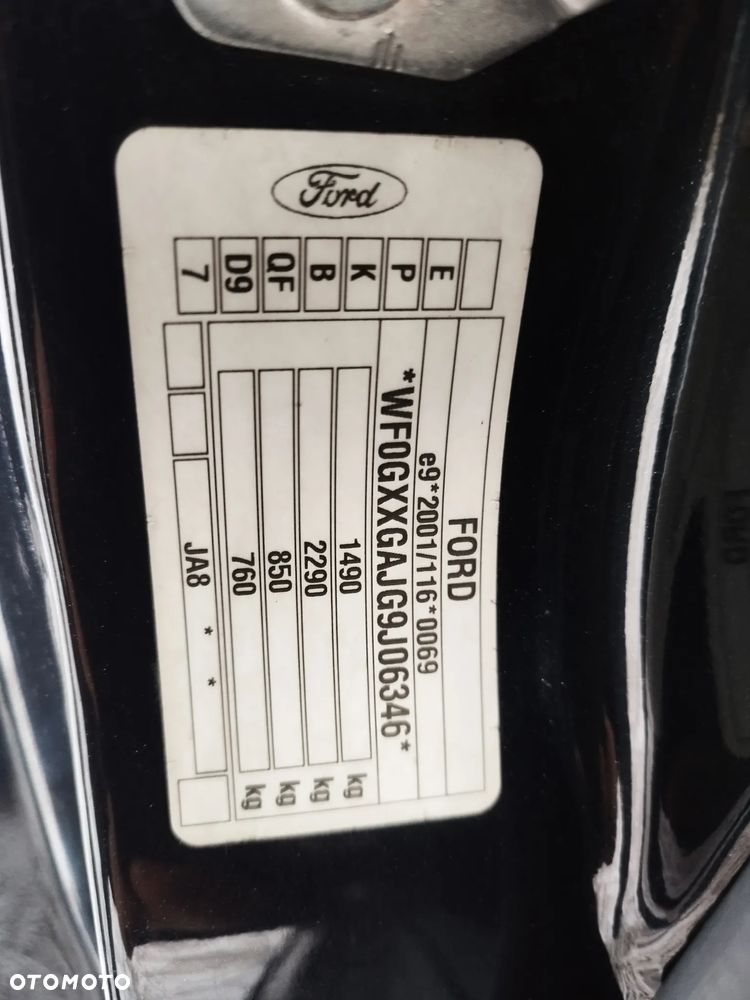 Ford
E
P
K
B
QF
D9
7
FORD
e9*2001/116*0069
*WF0GXXGAJG9J06346*
1490 kg
2290 kg
850 kg
760 kg
JA8 * *
OTOMOTO